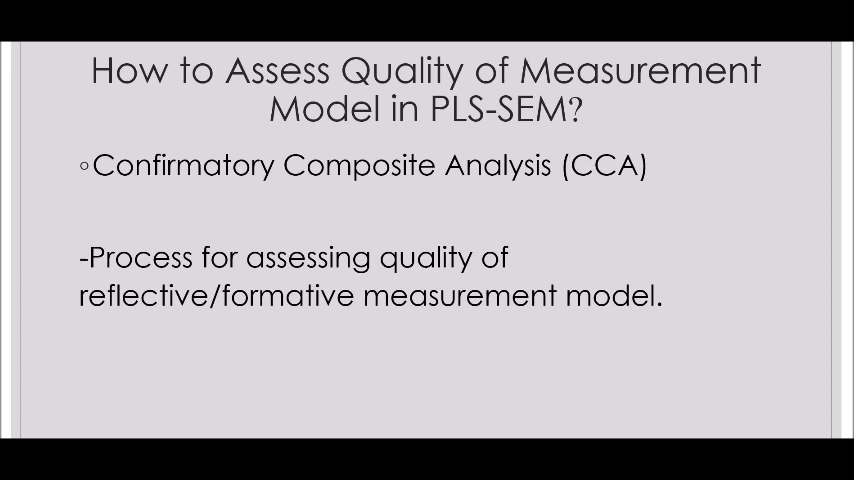 How to Assess Quality of Measurement
Model in PLS-SEM?
◦Confirmatory Composite Analysis (CCA)
-Process for assessing quality of
reflective/formative measurement model.